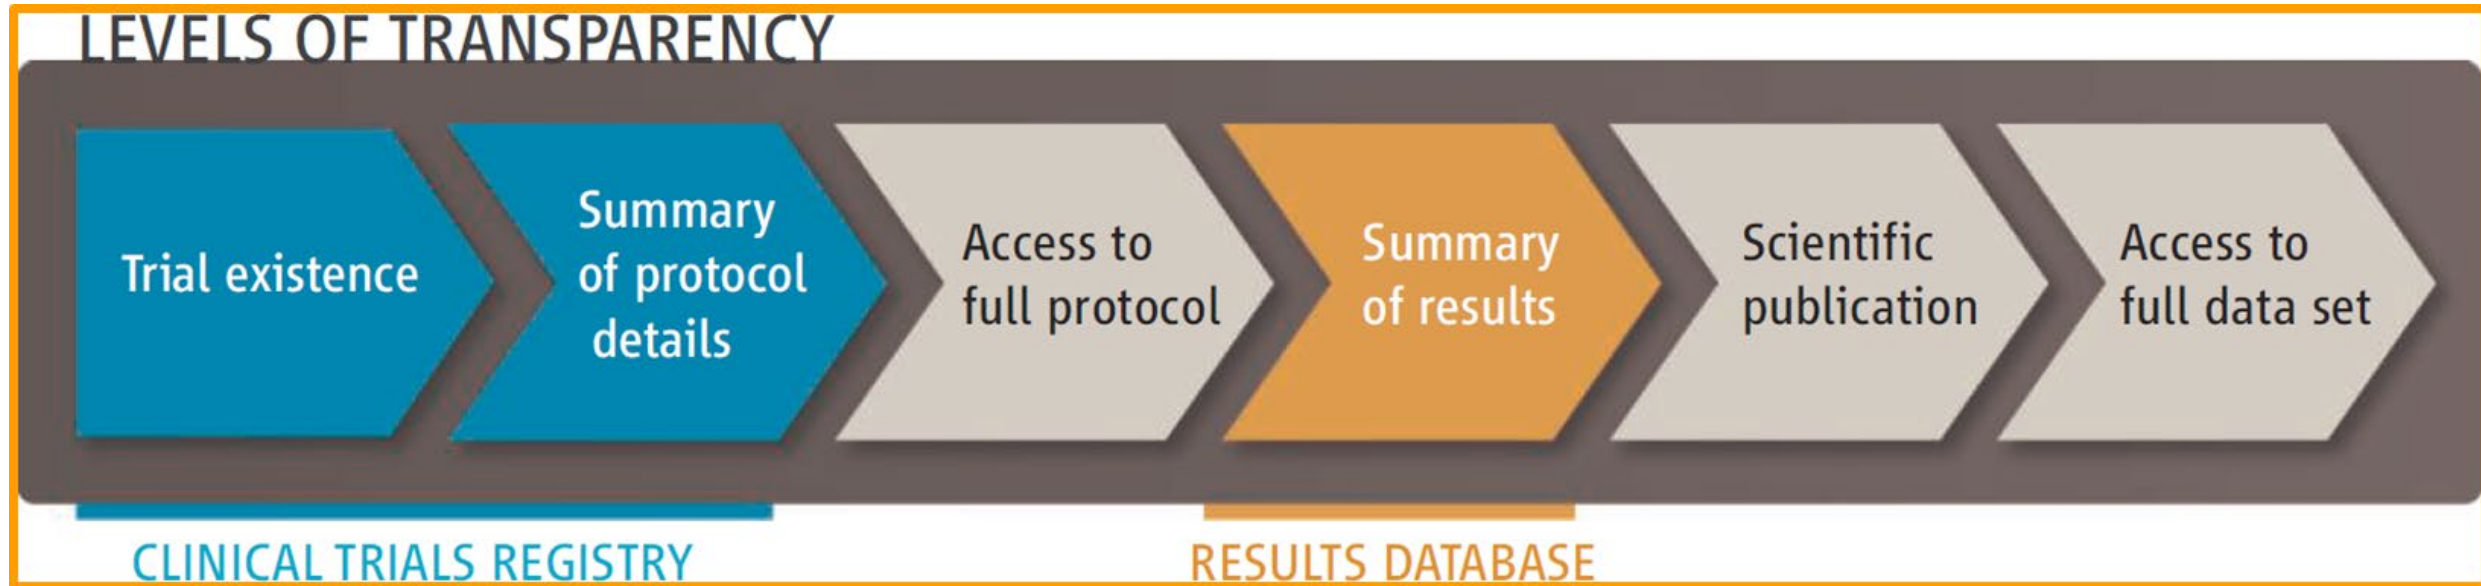 LEVELS OF TRANSPARENCY
Trial existence
Summary
of protocol
details
Access to
full protocol
Summary
of results
Scientific
publication
Access to
full data set
CLINICAL TRIALS REGISTRY
RESULTS DATABASE